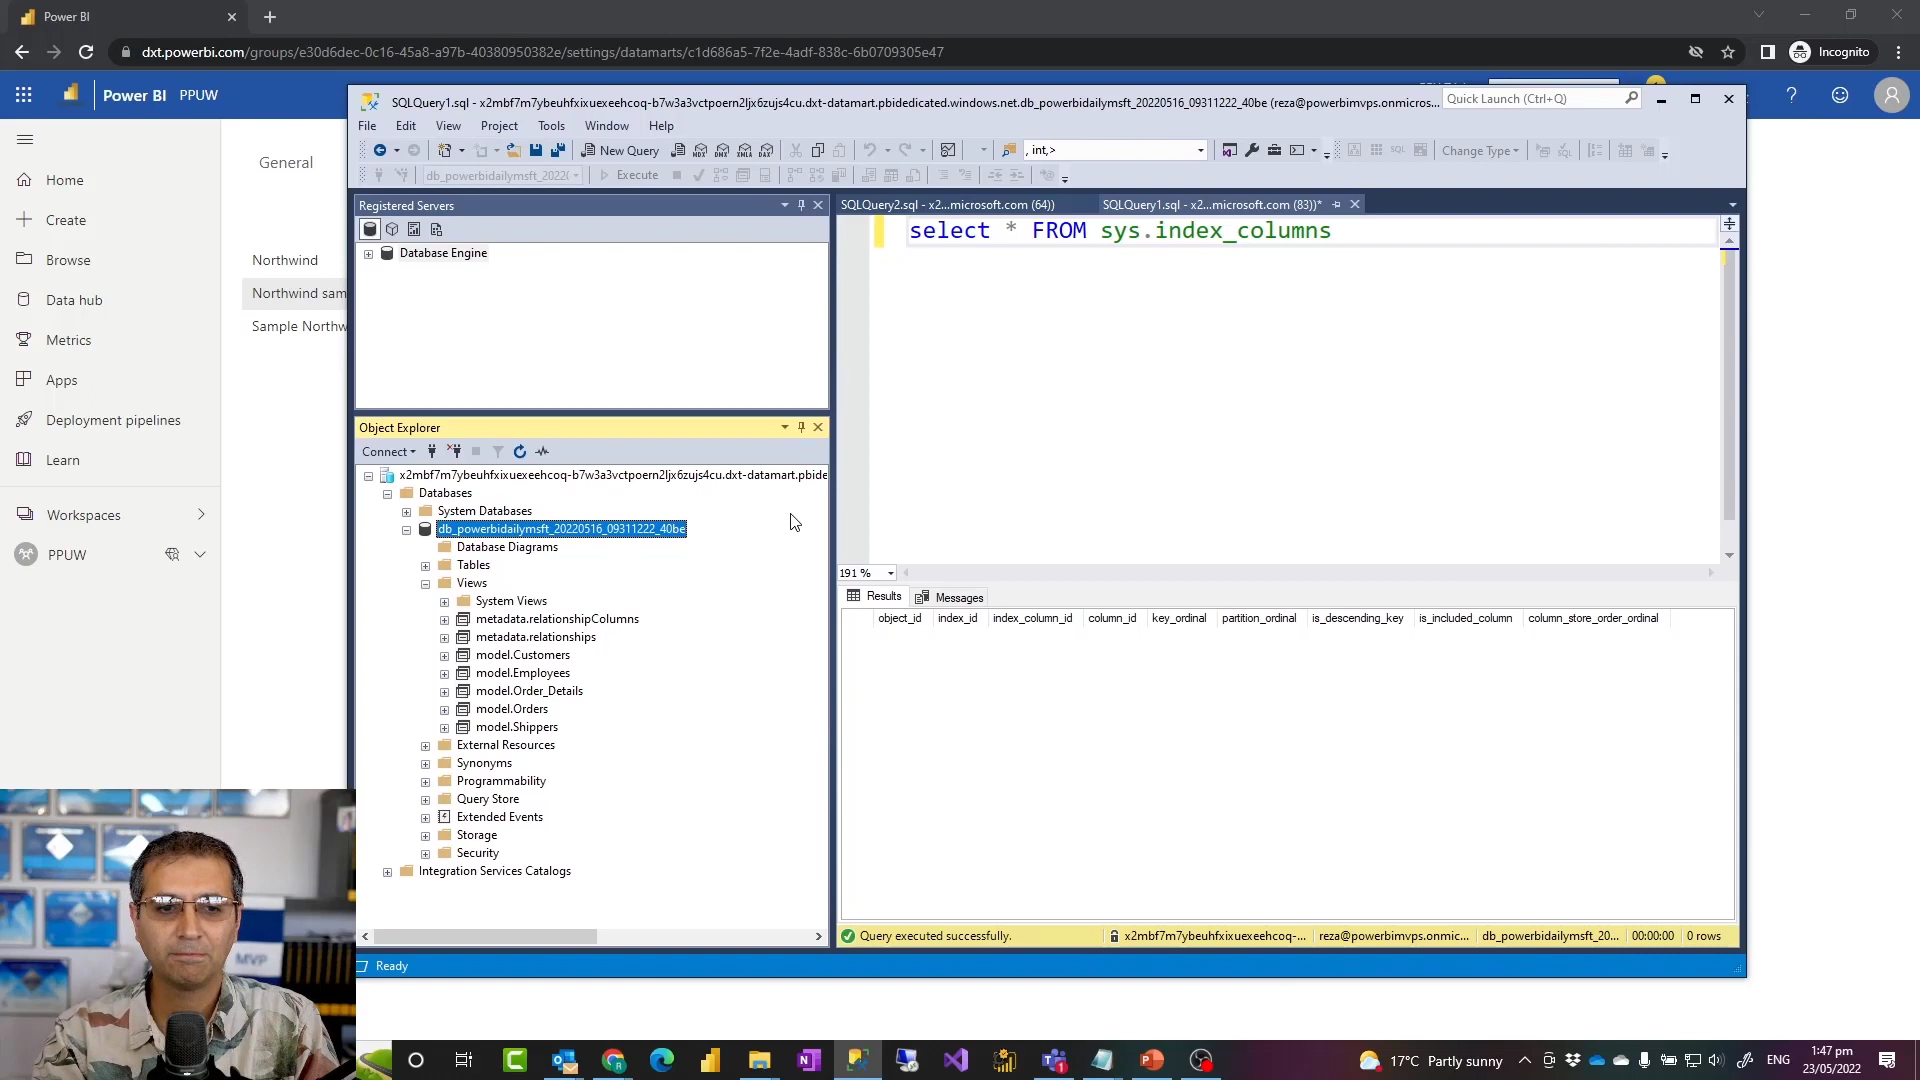 Power BI
dxt.powerbi.com/groups/e30d6dec-0c16-45a8-a97b-40380950382e/settings/datamarts/c1d686a5-7f2e-4adf-838c-6b0709305e47
Incognito
Power BI PPUW
Home
Create
Browse
Data hub
Metrics
Apps
Deployment pipelines
Learn
Workspaces
PPUW
General
Northwind
Northwind sam
Sample Northw
SQLQuery1.sql - x2mbf7m7ybeuhfxixuexeehcoq-b7w3a3vctpoern2ljx6zujs4cu.dxt-datamart.pbidedicated.windows.net.db_powerbidailymsft_20220516_09311222_40be (reza@powerbimvps.onmicros...
Quick Launch (Ctrl+Q)
File Edit View Project Tools Window Help
New Query
MDX DMX XMLA DAX
, int,>
Change Type
db_powerbidailymsft_2022(
Execute
Registered Servers
Database Engine
Object Explorer
Connect
x2mbf7m7ybeuhfxixuexeehcoq-b7w3a3vctpoern2ljx6zujs4cu.dxt-datamart.pbide
Databases
System Databases
db_powerbidailymsft_20220516_09311222_40be
Database Diagrams
Tables
Views
System Views
metadata.relationshipColumns
metadata.relationships
model.Customers
model.Employees
model.Order_Details
model.Orders
model.Shippers
External Resources
Synonyms
Programmability
Query Store
Extended Events
Storage
Security
Integration Services Catalogs
SQLQuery2.sql - x2...microsoft.com (64))
SQLQuery1.sql - x2...microsoft.com (83))*
select * FROM sys.index_columns
191 %
Results Messages
object_id index_id index_column_id column_id key_ordinal partition_ordinal is_descending_key is_included_column column_store_order_ordinal
Query executed successfully.
x2mbf7m7ybeuhfxixuexeehcoq-...
reza@powerbimvps.onmic...
db_powerbidailymsft_20...
00:00:00
0 rows
Ready
MVP
17°C Partly sunny
ENG
1:47 pm
23/05/2022